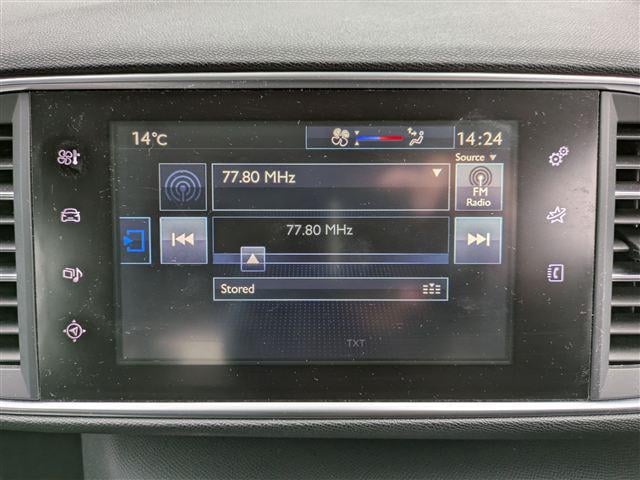 14°C
14:24
Source ▼
77.80 MHz ▼
FM
Radio
77.80 MHz
Stored
TXT